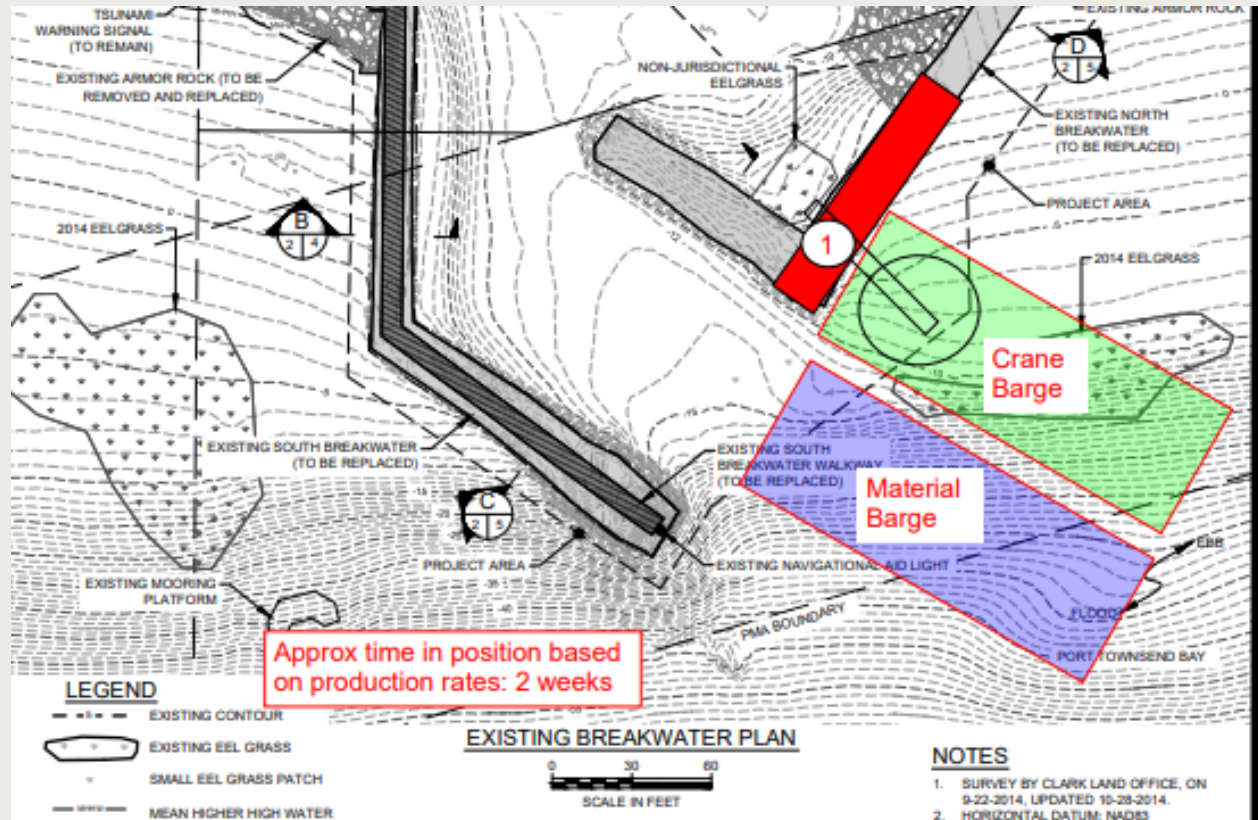 TSUNAMI
WARNING SIGNAL
(TO REMAIN)
EXISTING ARMOR ROCK (TO BE
REMOVED AND REPLACED)
NON-JURISDICTIONAL
EELGRASS
EXISTING ARMOR ROCK
D
2 5
EXISTING NORTH
BREAKWATER
(TO BE REPLACED)
PROJECT AREA
B
2 4
2014 EELGRASS
1
2014 EELGRASS
Crane
Barge
EXISTING SOUTH BREAKWATER
(TO BE REPLACED)
EXISTING SOUTH
BREAKWATER WALKWAY
(TO BE REPLACED)
Material
Barge
C
2 5
PROJECT AREA
EXISTING NAVIGATIONAL AID LIGHT
EBB
FLOOD
EXISTING MOORING
PLATFORM
PMA BOUNDARY
PORT TOWNSEND BAY
Approx time in position based
on production rates: 2 weeks
LEGEND
EXISTING CONTOUR
EXISTING EEL GRASS
SMALL EEL GRASS PATCH
MEAN HIGHER HIGH WATER
EXISTING BREAKWATER PLAN
0 30 60
SCALE IN FEET
NOTES
1. SURVEY BY CLARK LAND OFFICE, ON
9-22-2014, UPDATED 10-28-2014.
2. HORIZONTAL DATUM: NAD83